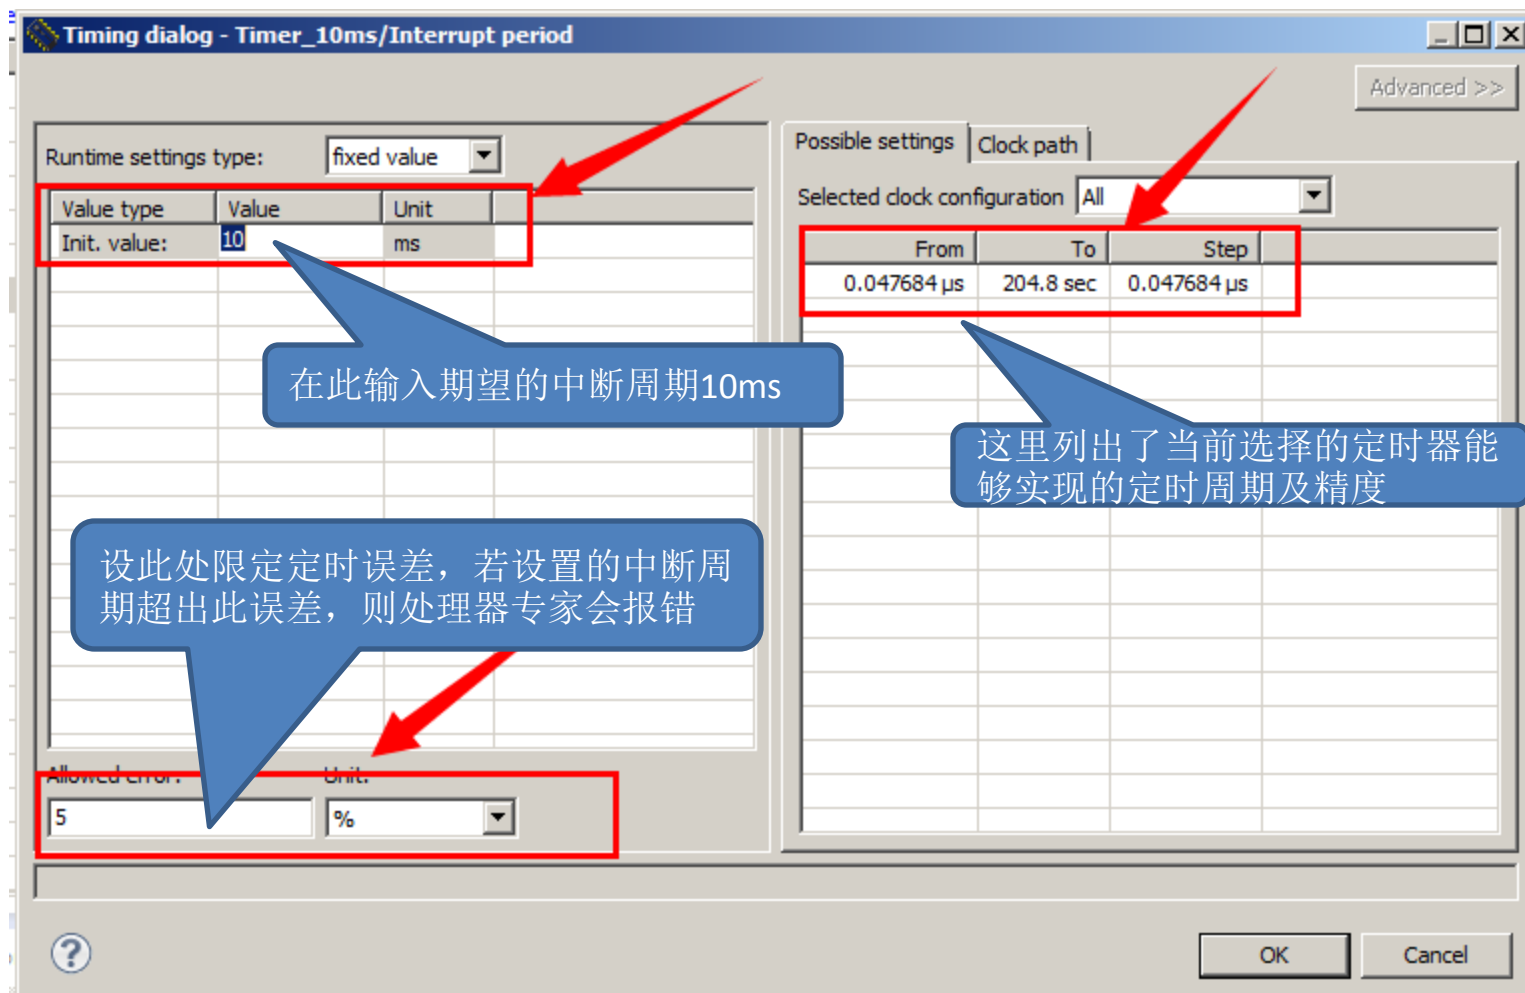 Timing dialog - Timer_10ms/Interrupt period
Advanced >>
Runtime settings type:
fixed value
Value type
Value
Unit
Init. value:
10
ms
Possible settings
Clock path
Selected clock configuration
All
From
To
Step
0.047684 µs
204.8 sec
0.047684 µs
在此输入期望的中断周期10ms
这里列出了当前选择的定时器能
够实现的定时周期及精度
设此处限定定时误差，若设置的中断周
期超出此误差，则处理器专家会报错
Allowed error:
Unit:
5
%
OK
Cancel